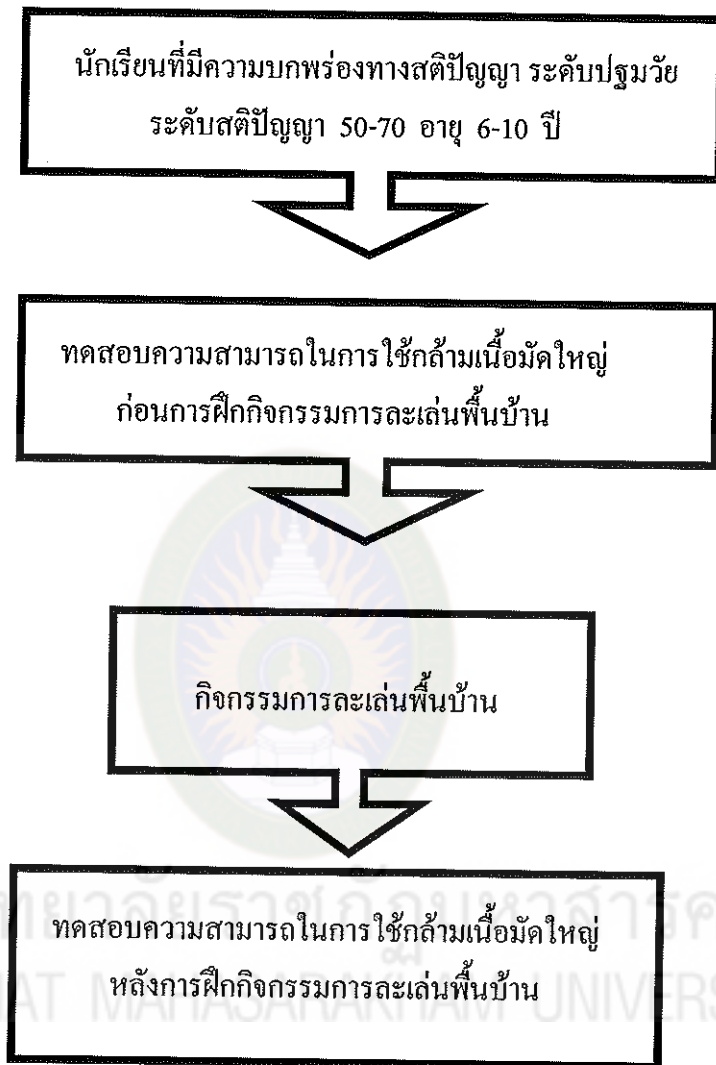 นักเรียนที่มีความบกพร่องทางสติปัญญา ระดับปฐมวัย
ระดับสติปัญญา 50-70 อายุ 6-10 ปี
ทดสอบความสามารถในการใช้กล้ามเนื้อมัดใหญ่
ก่อนการฝึกกิจกรรมการละเล่นพื้นบ้าน
กิจกรรมการละเล่นพื้นบ้าน
ทดสอบความสามารถในการใช้กล้ามเนื้อมัดใหญ่
หลังการฝึกกิจกรรมการละเล่นพื้นบ้าน
MAHASARAKHAM